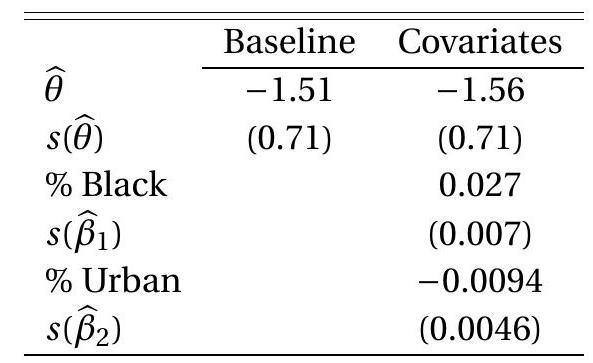 Baseline Covariates
θ̂ −1.51 −1.56
s(θ̂) (0.71) (0.71)
% Black 0.027
s(β̂₁) (0.007)
% Urban −0.0094
s(β̂₂) (0.0046)